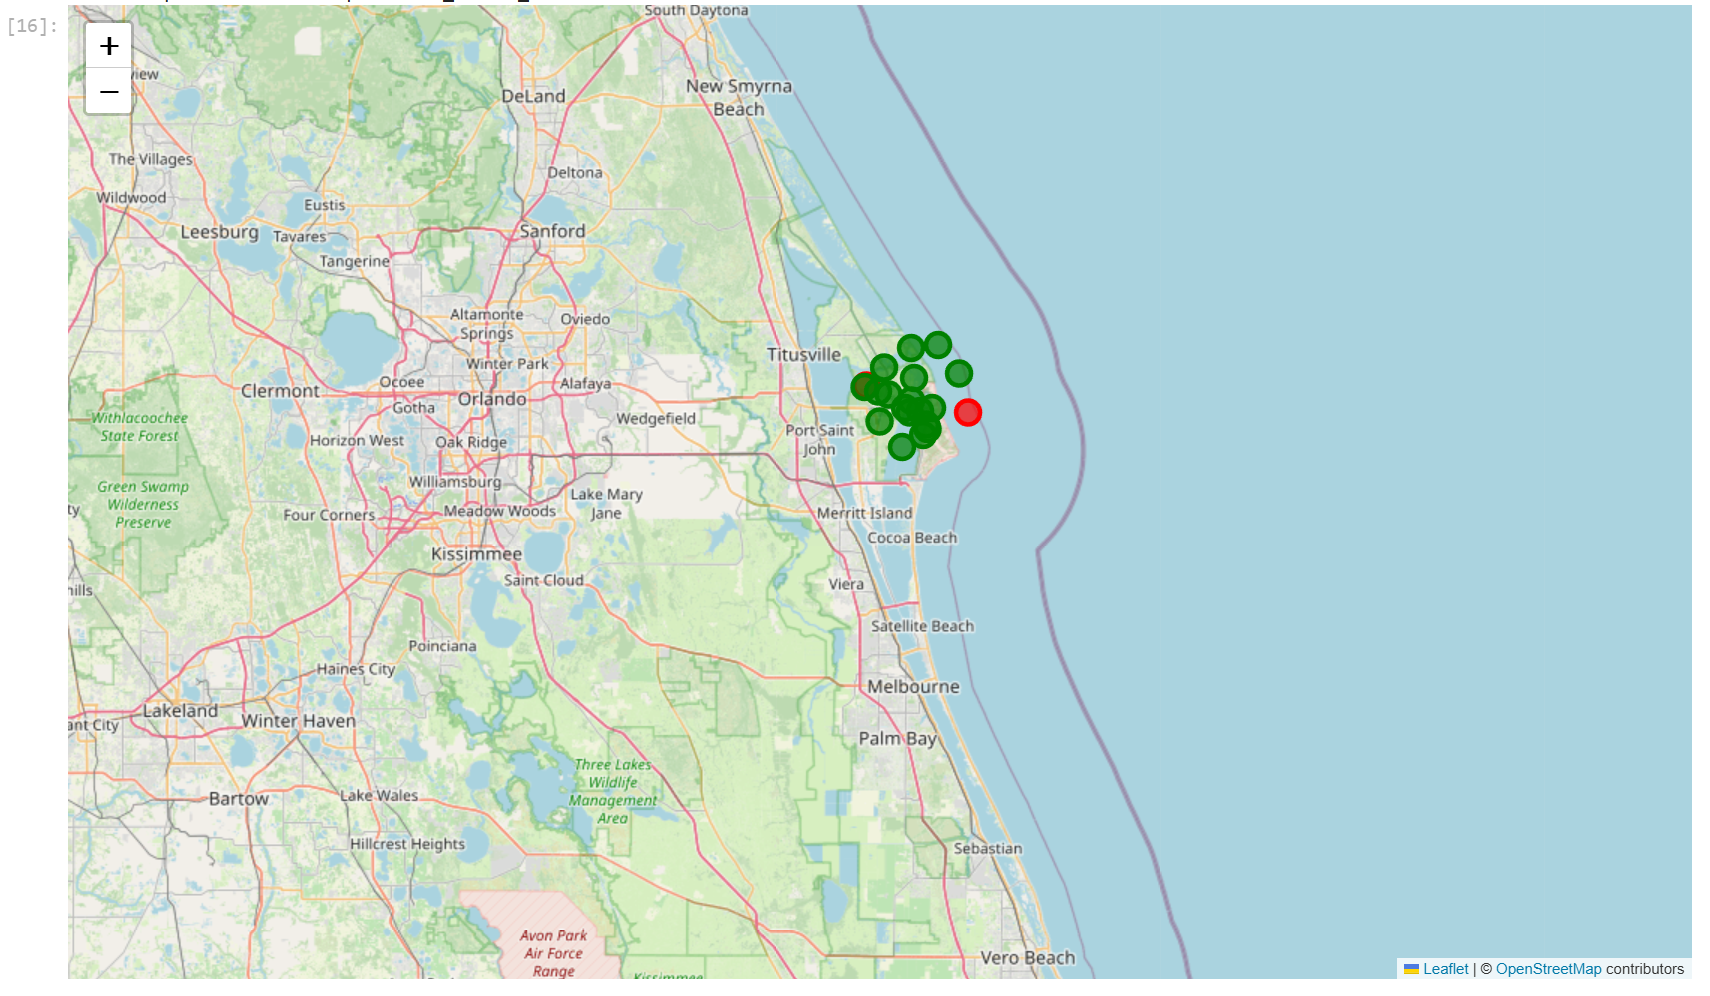 [16]:
+
−
South Daytona
view
New Smyrna
Beach
DeLand
The Villages
Deltona
Wildwood
Eustis
Leesburg
Tavares
Sanford
Tangerine
Altamonte
Springs
Oviedo
Titusville
Winter Park
Clermont
Ocoee
Alafaya
Orlando
Gotha
Withlacoochee
State Forest
Wedgefield
Horizon West
Oak Ridge
Port Saint
John
Williamsburg
Green Swamp
Wilderness
Preserve
Lake Mary
Jane
ty
Four Corners
Meadow Woods
Merritt Island
Cocoa Beach
Kissimmee
Saint Cloud
Viera
hills
Satellite Beach
Poinciana
Haines City
Melbourne
Lakeland
ant City
Winter Haven
Palm Bay
Three Lakes
Wildlife
Management
Area
Bartow
Lake Wales
Hillcrest Heights
Sebastian
Avon Park
Air Force
Range
Vero Beach
Kissimmee
Leaflet | © OpenStreetMap contributors